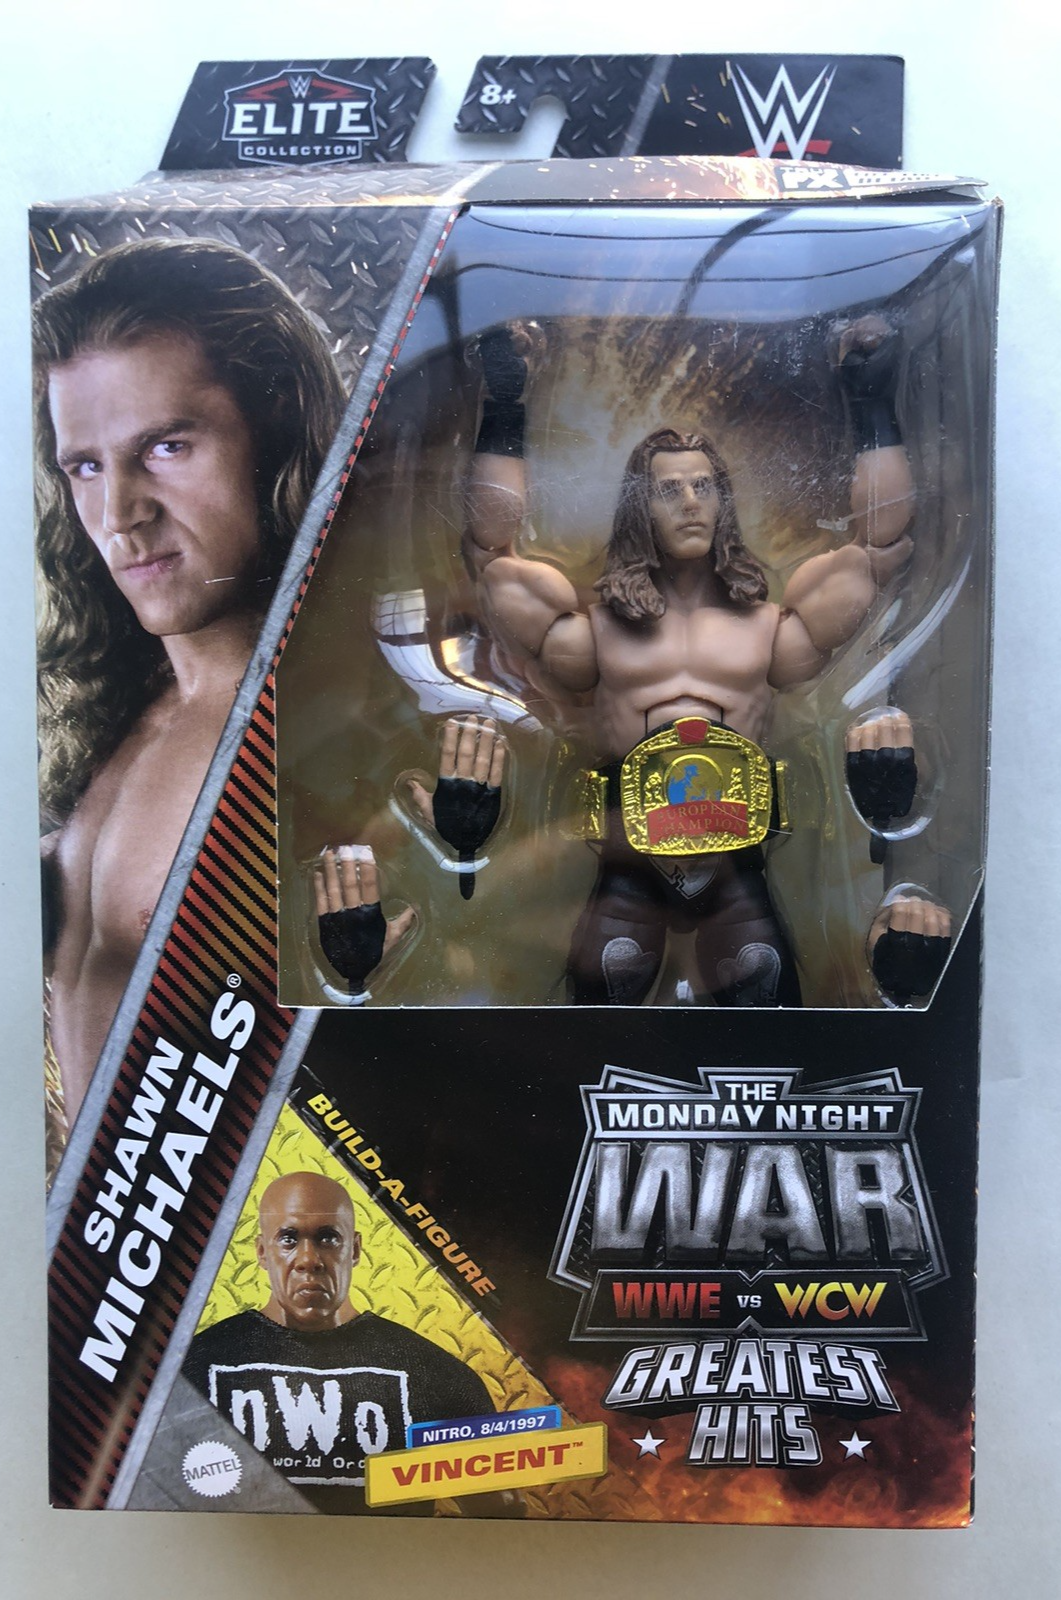 W
ELITE
COLLECTION
8+
W
FX
SHAWN
MICHAELS®
EUROPEAN
CHAMPION
BUILD-A-FIGURE
THE
MONDAY NIGHT
WAR
WWE VS WCW
GREATEST
HITS
nWo
world Ord
NITRO, 8/4/1997
VINCENT™
MATTEL